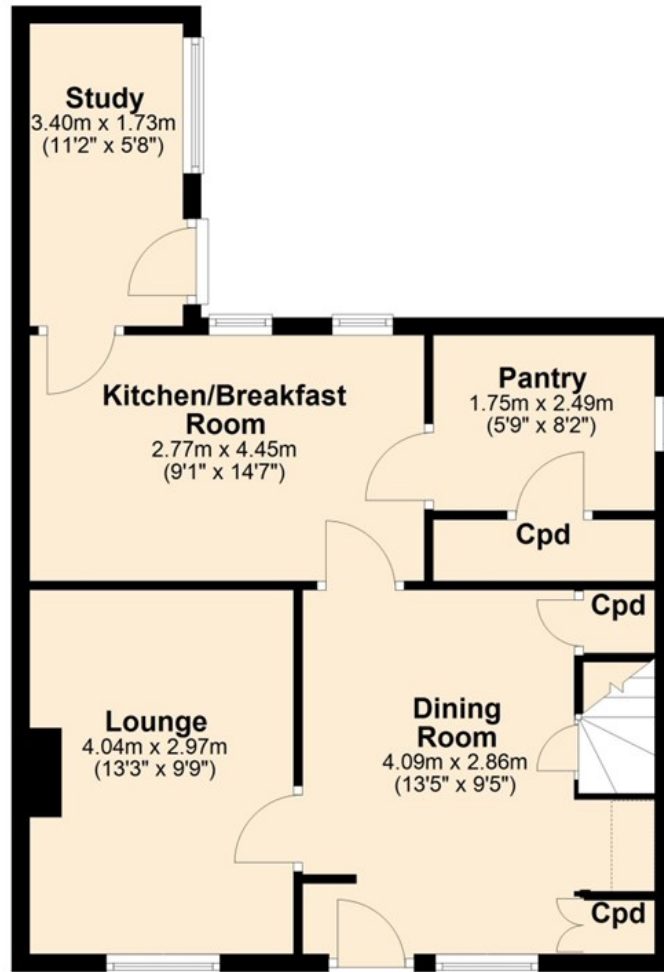 Study
3.40m x 1.73m
(11'2" x 5'8")
Kitchen/Breakfast
Room
2.77m x 4.45m
(9'1" x 14'7")
Pantry
1.75m x 2.49m
(5'9" x 8'2")
Cpd
Cpd
Lounge
4.04m x 2.97m
(13'3" x 9'9")
Dining
Room
4.09m x 2.86m
(13'5" x 9'5")
Cpd